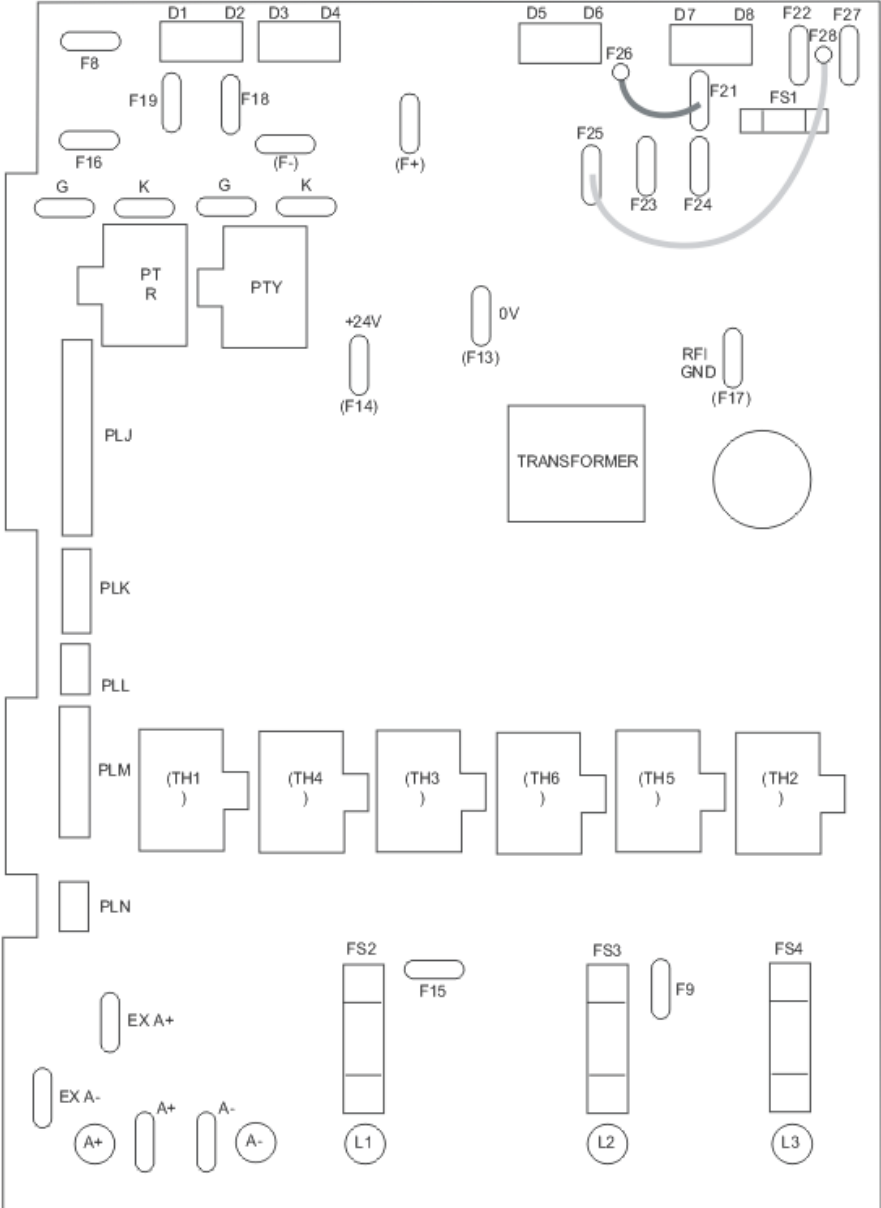 D1 D2 D3 D4 D5 D6 D7 D8 F22 F27
F28
F8
F26
F19 F18 F21
FS1
F25
F16 (F-) (F+)
F23 F24
G K G K
PT
R
PTY
+24V
0V
(F13)
RFI
GND
(F14)
(F17)
PLJ
TRANSFORMER
PLK
PLL
PLM
(TH1
)
(TH4
)
(TH3
)
(TH6
)
(TH5
)
(TH2
)
PLN
FS2 FS3 FS4
F15 F9
EX A+
EX A-
A+ A-
A+ A- L1 L2 L3